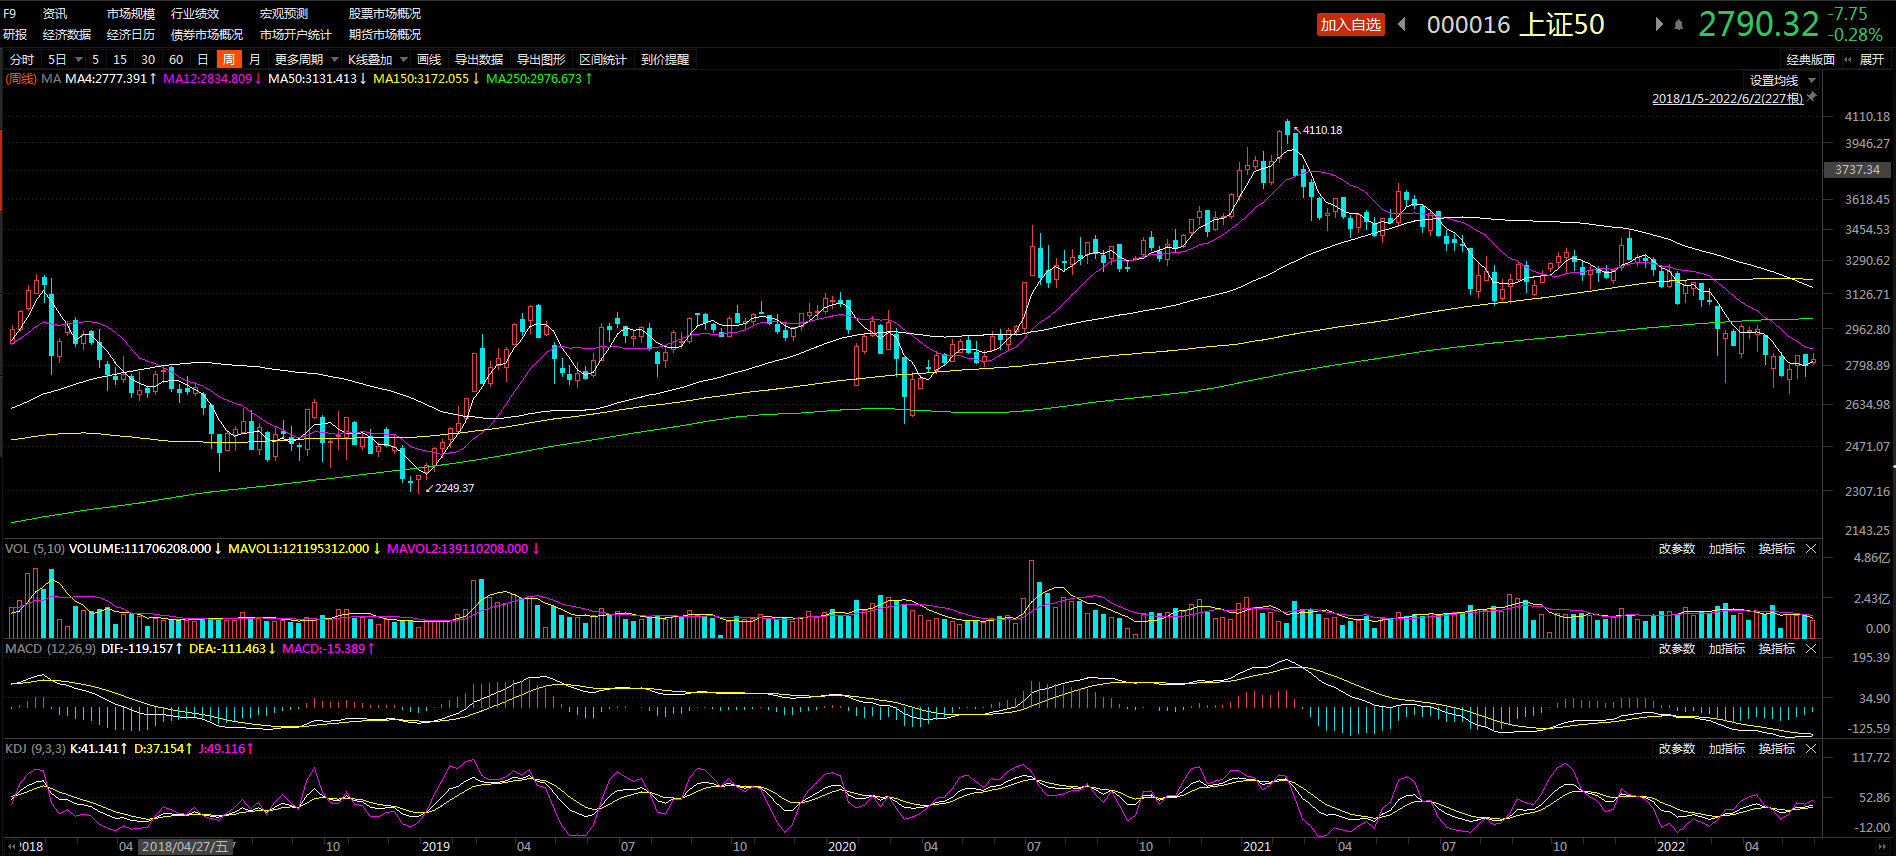 F9 资讯 市场规模 行业绩效 宏观预测 股票市场概况
研报 经济数据 经济日历 债券市场概况 市场开户统计 期货市场概况
加入自选 000016 上证50 2790.32 -7.75 -0.28%
分时 5日 5 15 30 60 日 周 月 更多周期 K线叠加 画线 导出数据 导出图形 区间统计 到价提醒 经典版面 展开
(周线) MA MA4:2777.391↑ MA12:2834.809↓ MA50:3131.413↓ MA150:3172.055↓ MA250:2976.673↑ 设置均线
2018/1/5-2022/6/2(227根)
4110.18
4110.18
3946.27
3737.34
3618.45
3454.53
3290.62
3126.71
2962.80
2798.89
2634.98
2471.07
2249.37
2307.16
2143.25
VOL (5,10) VOLUME:111706208.000↓ MAVOL1:121195312.000↓ MAVOL2:139110208.000↓ 改参数 加指标 换指标
4.86亿
2.43亿
0.00
MACD (12,26,9) DIF:-119.157↑ DEA:-111.463↓ MACD:-15.389↑ 改参数 加指标 换指标
195.39
34.90
-125.59
KDJ (9,3,3) K:41.141↑ D:37.154↑ J:49.116↑ 改参数 加指标 换指标
117.72
52.86
-12.00
2018 04 2018/04/27/五 10 2019 04 07 10 2020 04 07 10 2021 04 07 10 2022 04